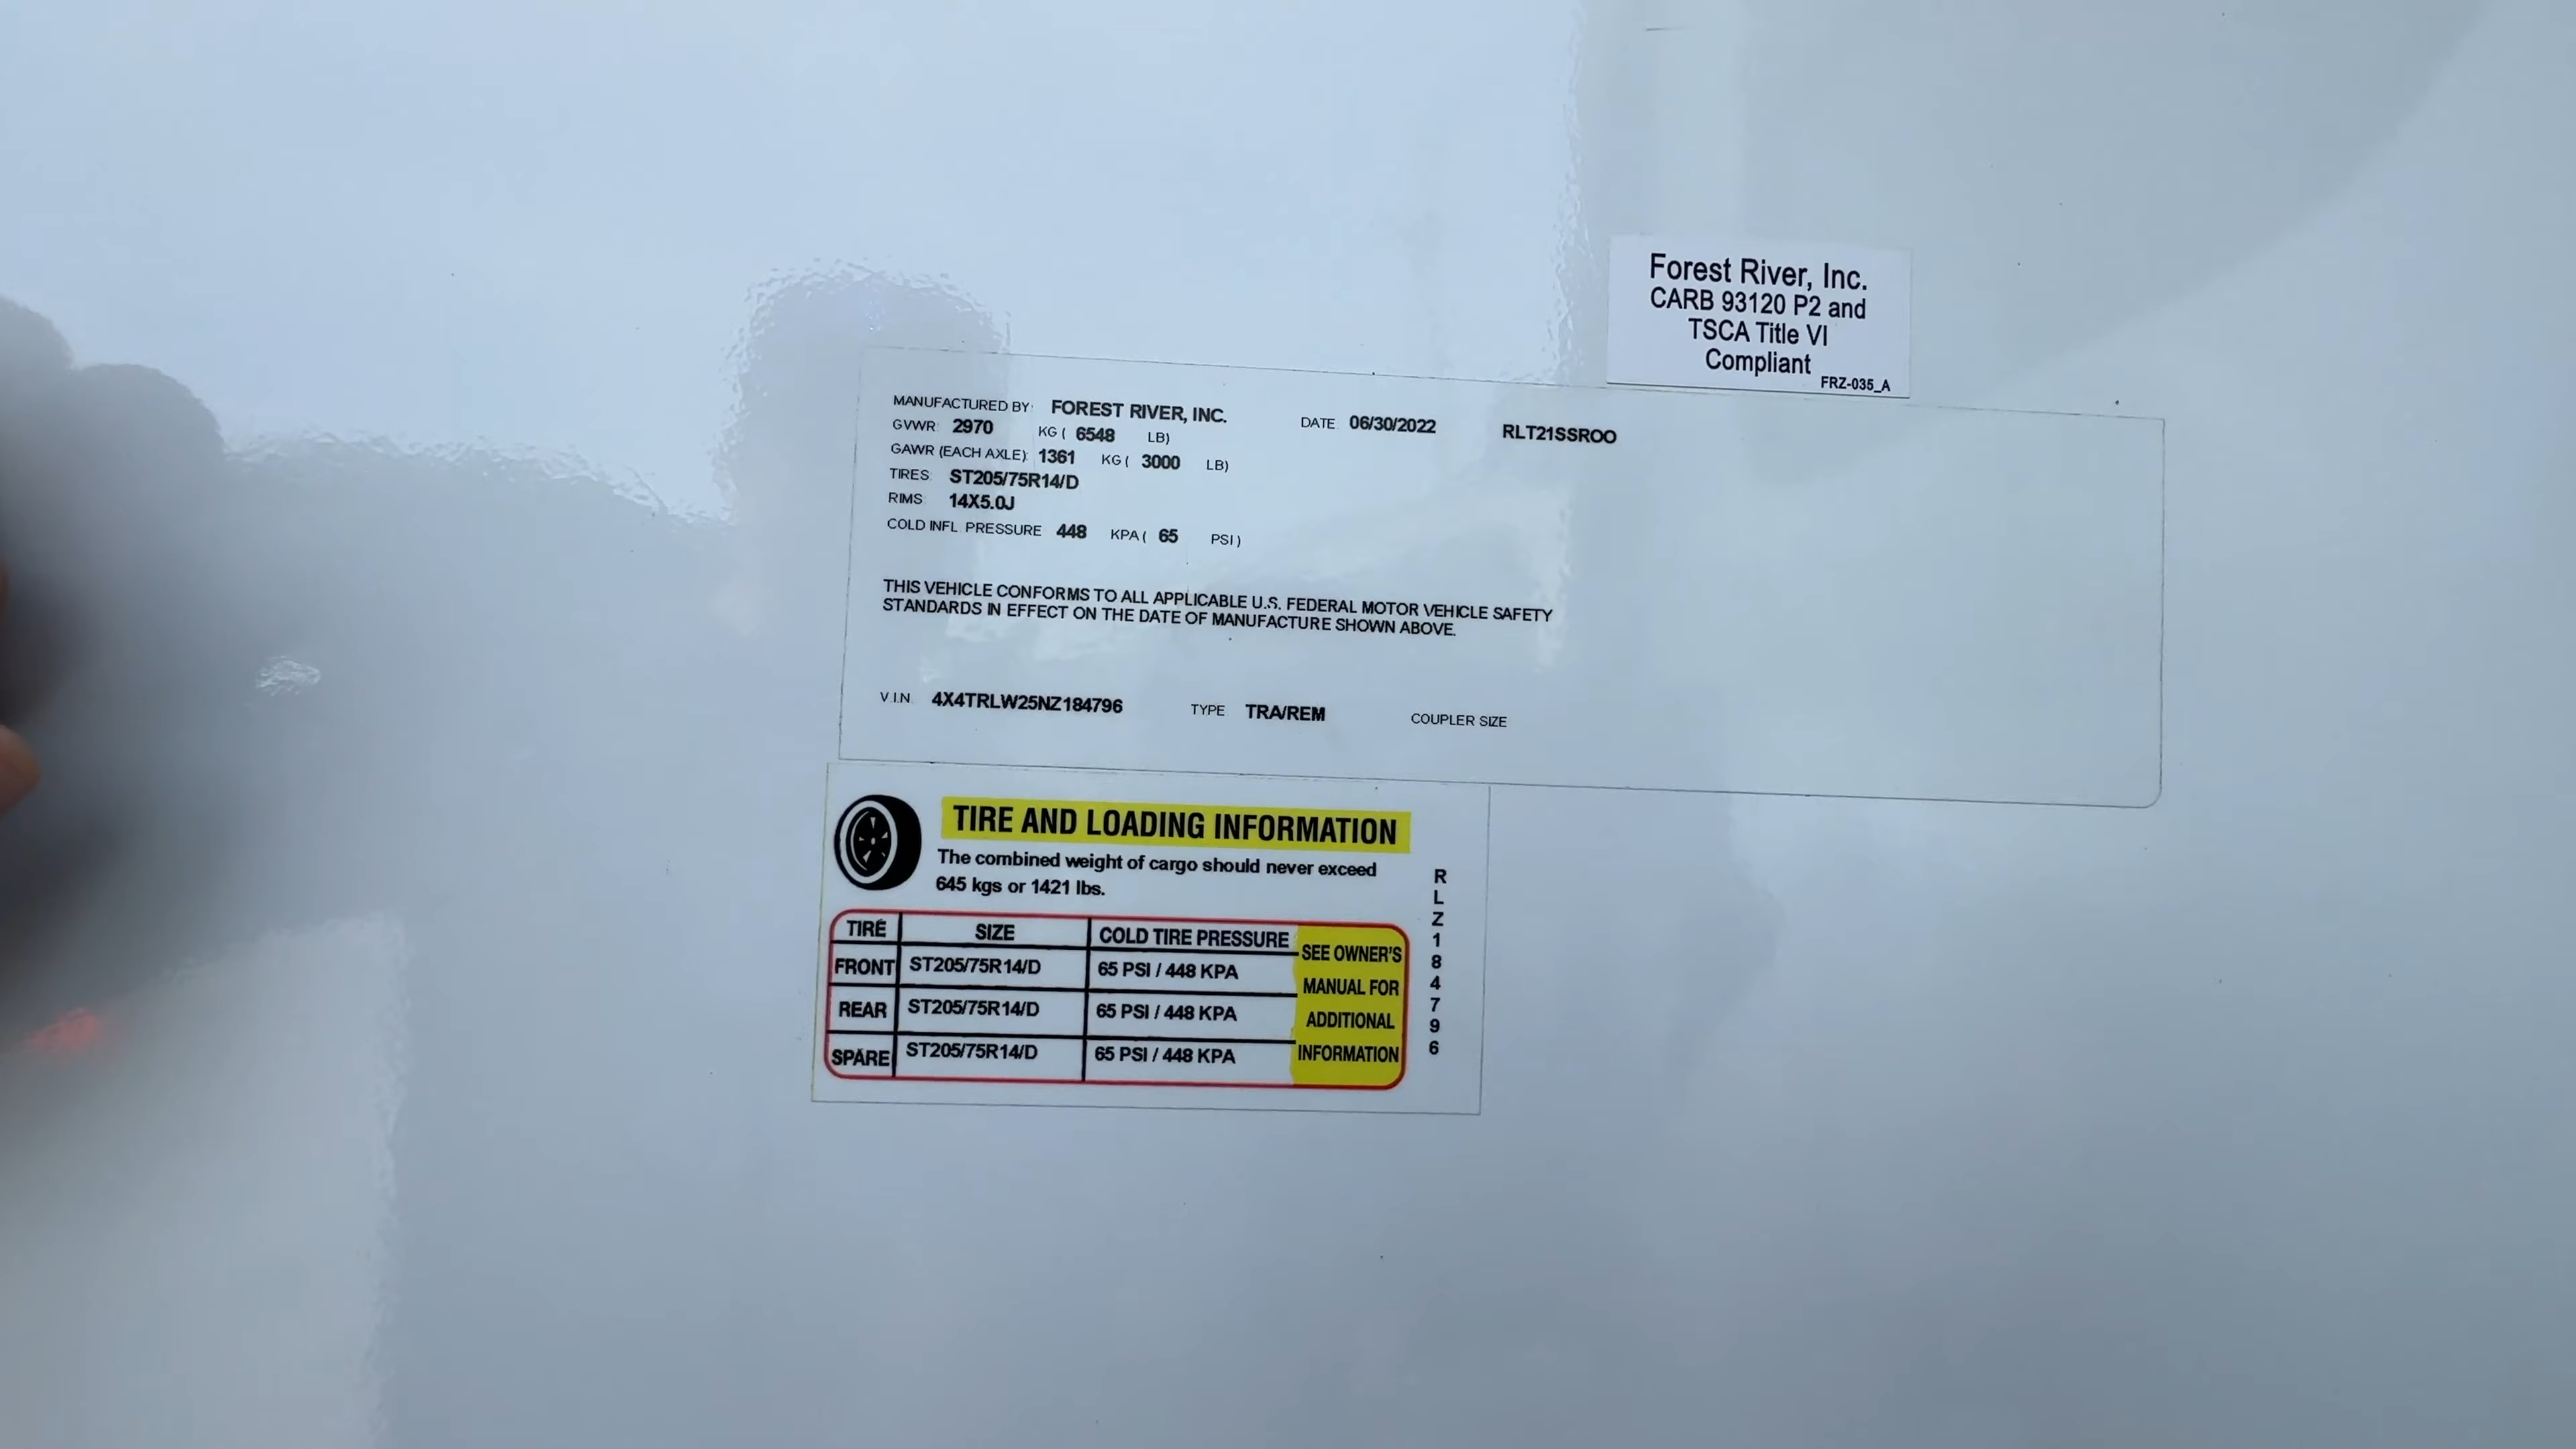 Forest River, Inc.
CARB 93120 P2 and
TSCA Title VI
Compliant
FRZ-035_A
MANUFACTURED BY: FOREST RIVER, INC. DATE 06/30/2022 RLT21SSROO
GVWR 2970 KG ( 6548 LB)
GAWR (EACH AXLE): 1361 KG ( 3000 LB)
TIRES ST205/75R14/D
RIMS 14X5.0J
COLD INFL PRESSURE 448 KPA ( 65 PSI )
THIS VEHICLE CONFORMS TO ALL APPLICABLE U.S. FEDERAL MOTOR VEHICLE SAFETY
STANDARDS IN EFFECT ON THE DATE OF MANUFACTURE SHOWN ABOVE.
V.I.N. 4X4TRLW25NZ184796 TYPE TRA/REM COUPLER SIZE
TIRE AND LOADING INFORMATION
The combined weight of cargo should never exceed
645 kgs or 1421 lbs.
TIRE SIZE COLD TIRE PRESSURE
FRONT ST205/75R14/D 65 PSI / 448 KPA
REAR ST205/75R14/D 65 PSI / 448 KPA
SPARE ST205/75R14/D 65 PSI / 448 KPA
SEE OWNER'S
MANUAL FOR
ADDITIONAL
INFORMATION
RLZ184796